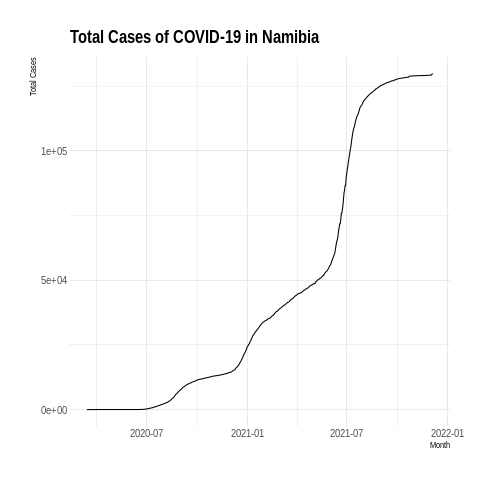 Total Cases of COVID-19 in Namibia
Total Cases
1e+05
5e+04
0e+00
2020-07 2021-01 2021-07 2022-01
Month